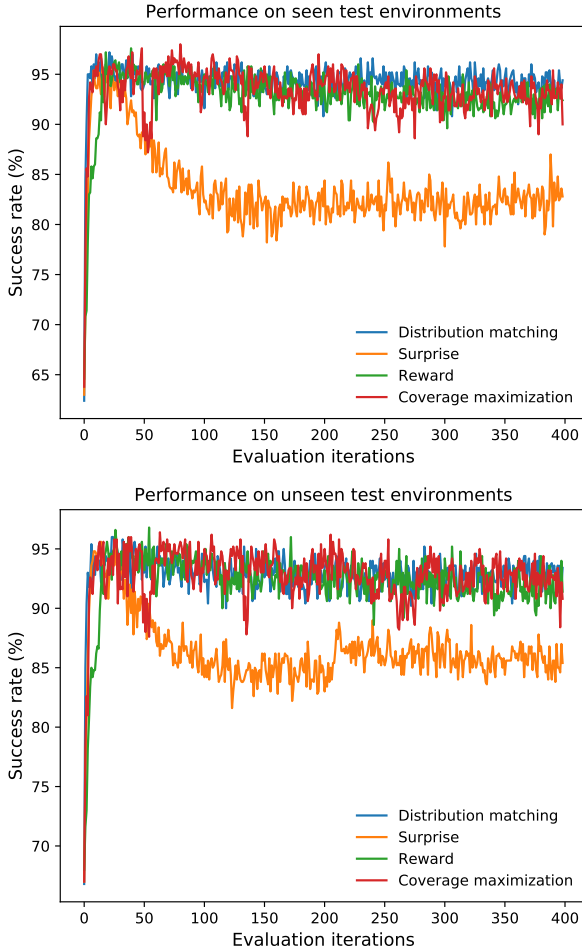 Performance on seen test environments
95
90
85
80
75
70
65
Success rate (%)
Distribution matching
Surprise
Reward
Coverage maximization
0 50 100 150 200 250 300 350 400
Evaluation iterations
Performance on unseen test environments
95
90
85
80
75
70
Success rate (%)
Distribution matching
Surprise
Reward
Coverage maximization
0 50 100 150 200 250 300 350 400
Evaluation iterations